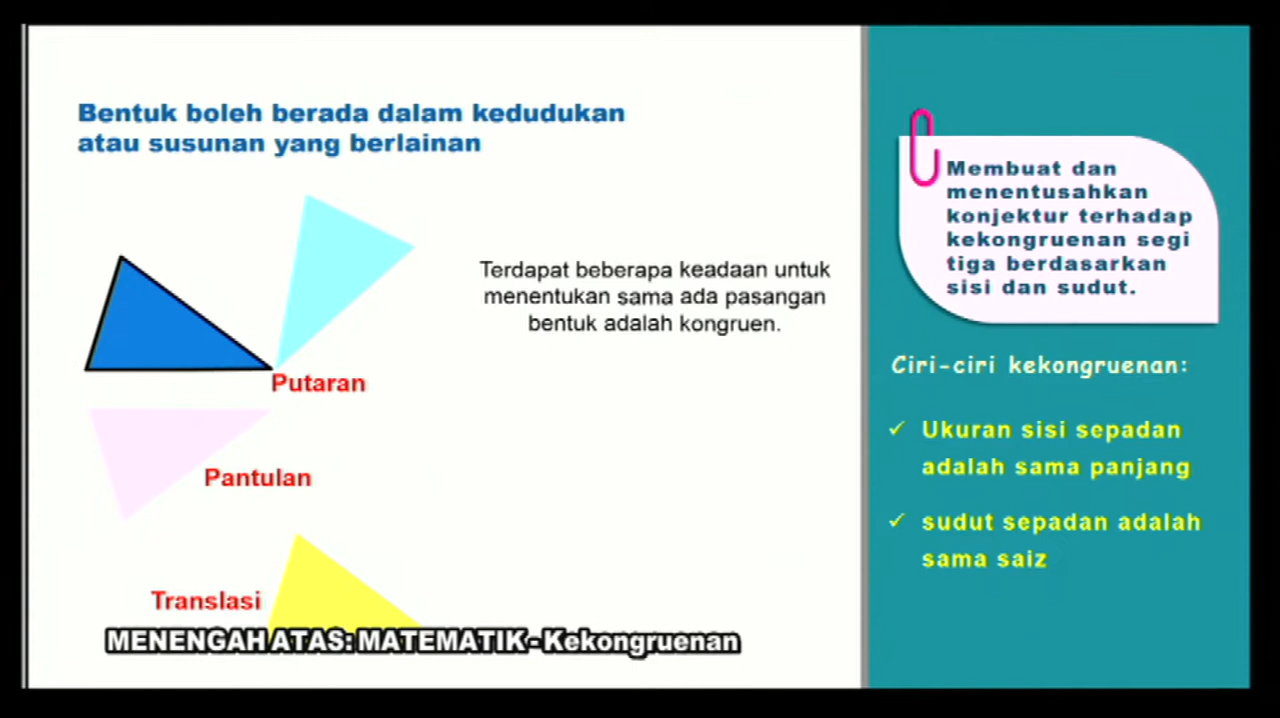 Bentuk boleh berada dalam kedudukan
atau susunan yang berlainan
Terdapat beberapa keadaan untuk
menentukan sama ada pasangan
bentuk adalah kongruen.
Putaran
Pantulan
Translasi
MENENGAH ATAS: MATEMATIK - Kekongruenan
Membuat dan
menentusahkan
konjektur terhadap
kekongruenan segi
tiga berdasarkan
sisi dan sudut.
Ciri-ciri kekongruenan:
✓ Ukuran sisi sepadan
adalah sama panjang
✓ sudut sepadan adalah
sama saiz